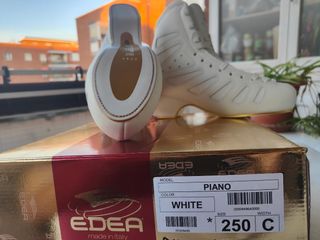 MODEL
PIANO
COLOR
WHITE
SIZE
WIDTH
* 250 C
EDEA
made in Italy
EDEA